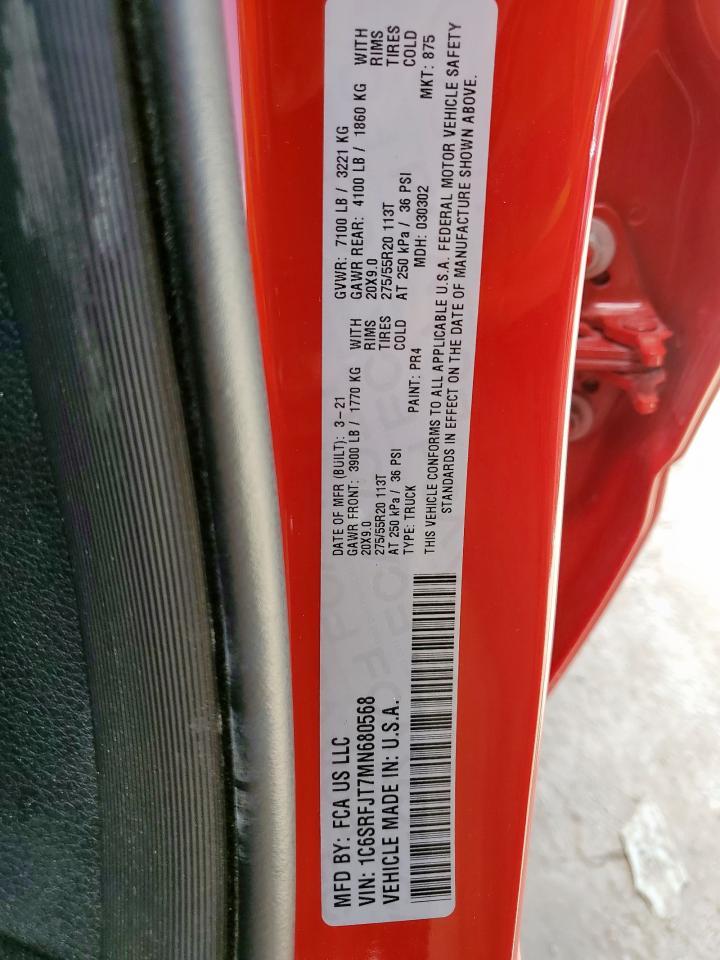 MFD BY: FCA US LLC
VIN: 1C6SRFJT7MN680568
VEHICLE MADE IN: U.S.A.
DATE OF MFR (BUILT): 3-21
GAWR FRONT: 3900 LB / 1770 KG WITH
20X9.0 RIMS
275/55R20 113T TIRES
AT 250 kPa / 36 PSI COLD
TYPE: TRUCK PAINT: PR4
GVWR: 7100 LB / 3221 KG
GAWR REAR: 4100 LB / 1860 KG WITH
20X9.0 RIMS
275/55R20 113T TIRES
AT 250 kPa / 36 PSI COLD
MDH: 030302 MKT: 875
THIS VEHICLE CONFORMS TO ALL APPLICABLE U.S.A. FEDERAL MOTOR VEHICLE SAFETY
STANDARDS IN EFFECT ON THE DATE OF MANUFACTURE SHOWN ABOVE.